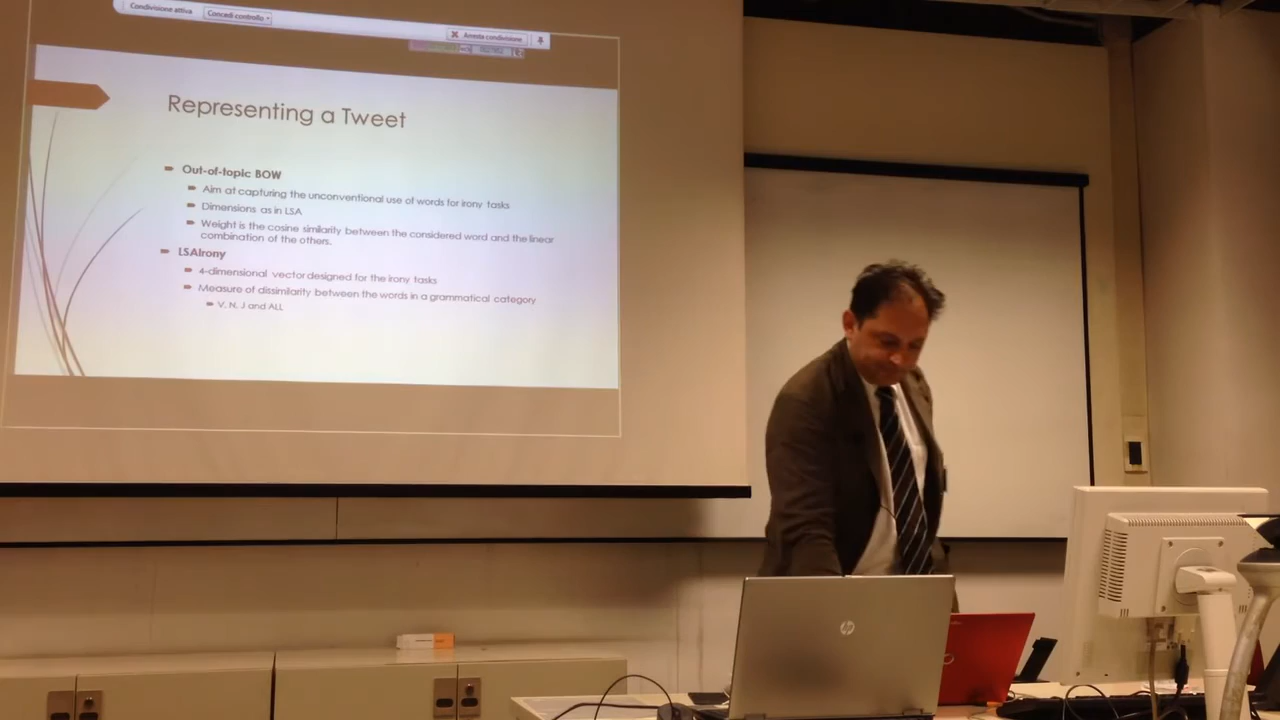 Condivisione attiva
Concedi controllo
Arresta condivisione
Representing a Tweet
Out-of-topic BOW
Aim at capturing the unconventional use of words for irony tasks
Dimensions as in LSA
Weight is the cosine similarity between the considered word and the linear
combination of the others.
LSAIrony
4-dimensional vector designed for the irony tasks
Measure of dissimilarity between the words in a grammatical category
V, N, J and ALL
hp